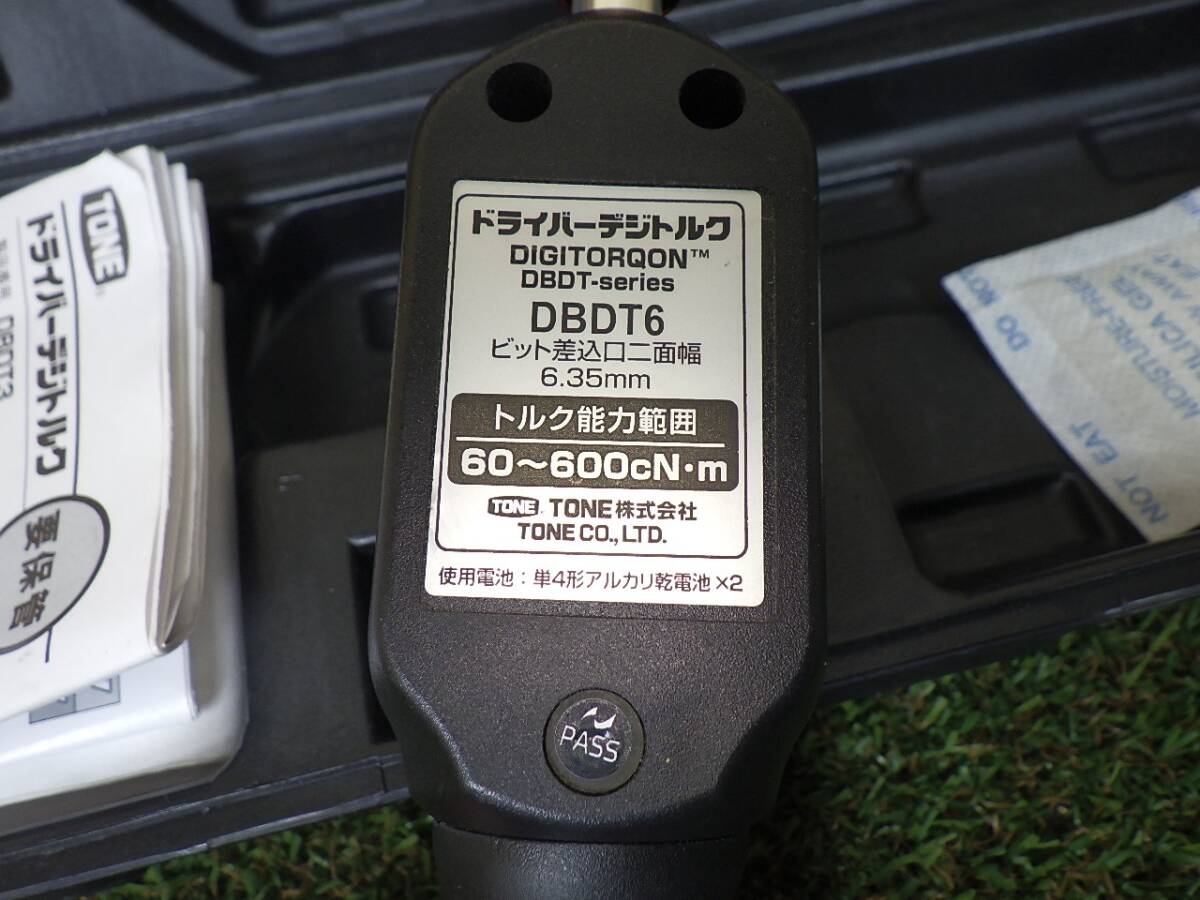 ドライバーデジトルク
DIGITORQON™
DBDT-series
DBDT6
ビット差込口二面幅
6.35mm
トルク能力範囲
60～600cN・m
TONE® TONE株式会社
TONE CO., LTD.
使用電池：単4形アルカリ乾電池×2
PASS
TONE®
ドライバーデジトルク
DBDT3
要保管
DO NOT
MOISTURE-FREE
NOT EAT